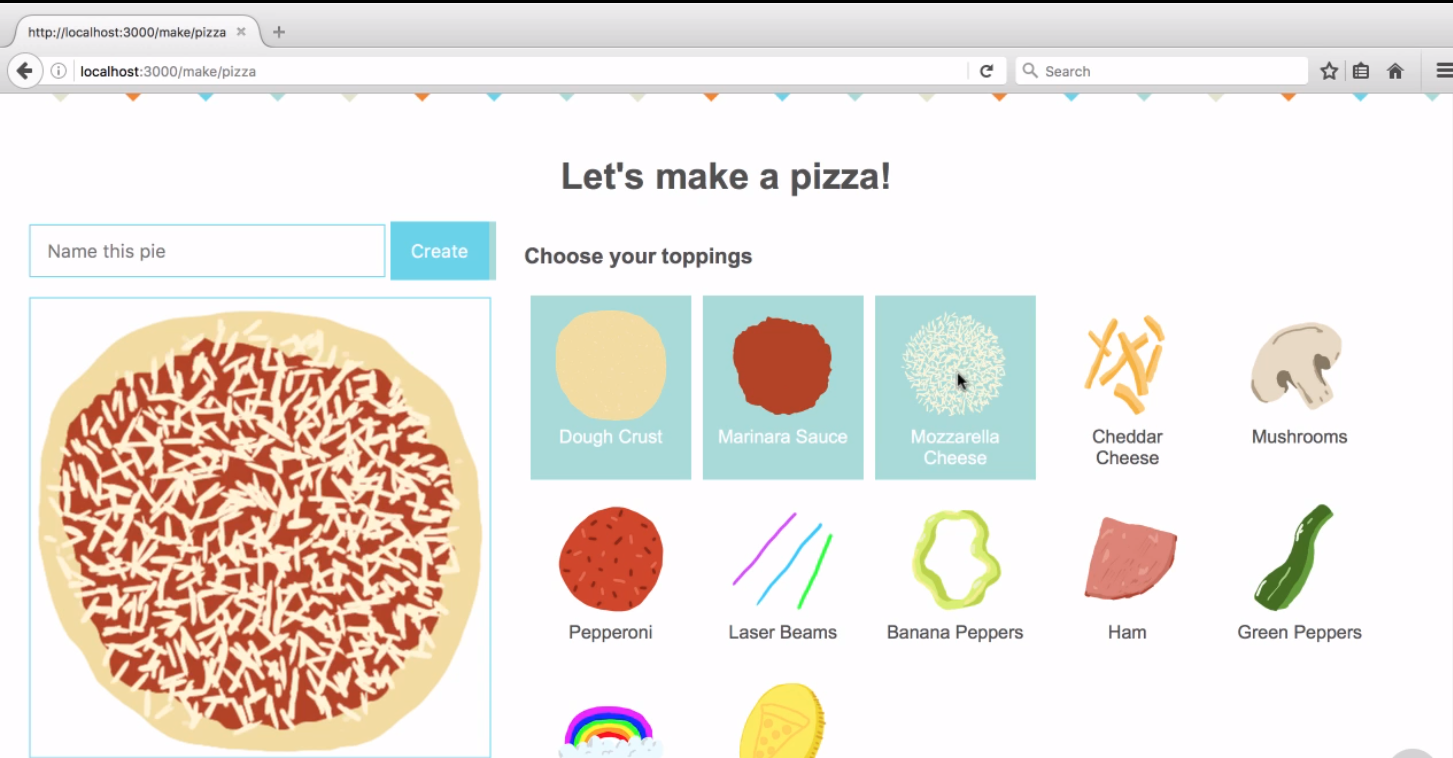 http://localhost:3000/make/pizza
localhost:3000/make/pizza
Search
Let's make a pizza!
Name this pie
Create
Choose your toppings
Dough Crust
Marinara Sauce
Mozzarella
Cheese
Cheddar
Cheese
Mushrooms
Pepperoni
Laser Beams
Banana Peppers
Ham
Green Peppers